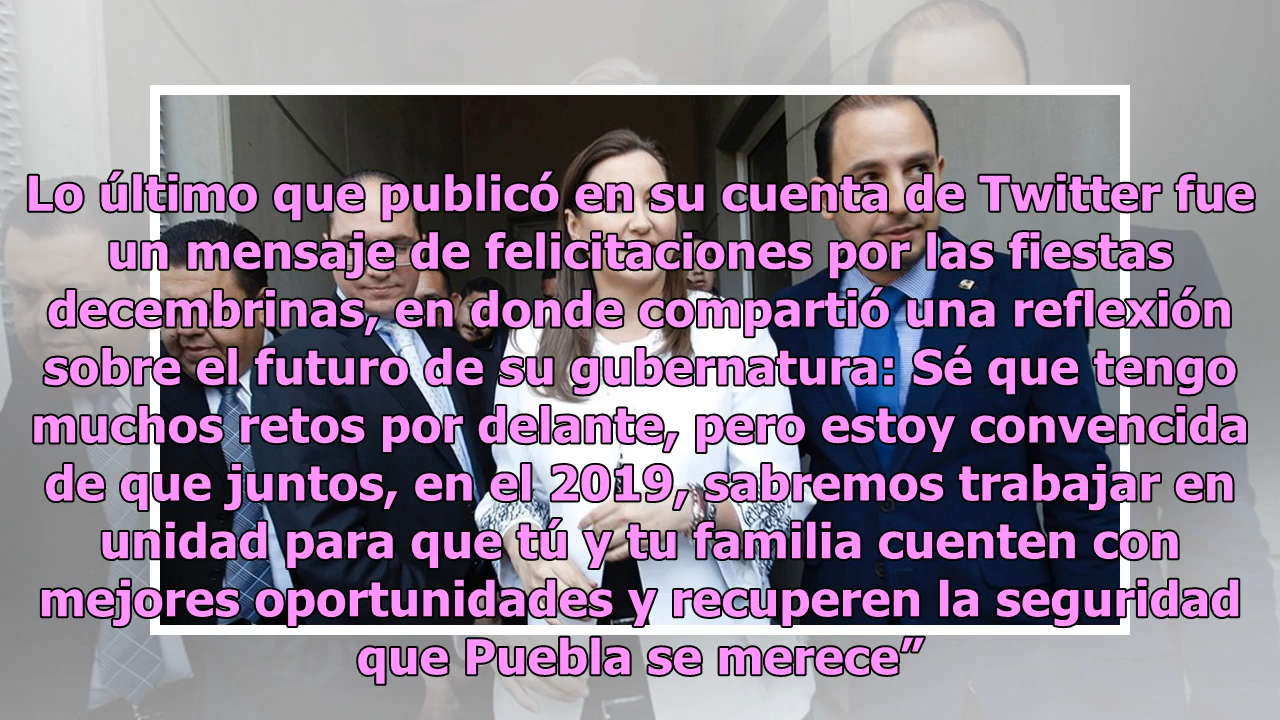 Lo último que publicó en su cuenta de Twitter fue
un mensaje de felicitaciones por las fiestas
decembrinas, en donde compartió una reflexión
sobre el futuro de su gubernatura: Sé que tengo
muchos retos por delante, pero estoy convencida
de que juntos, en el 2019, sabremos trabajar en
unidad para que tú y tu familia cuenten con
mejores oportunidades y recuperen la seguridad
que Puebla se merece”